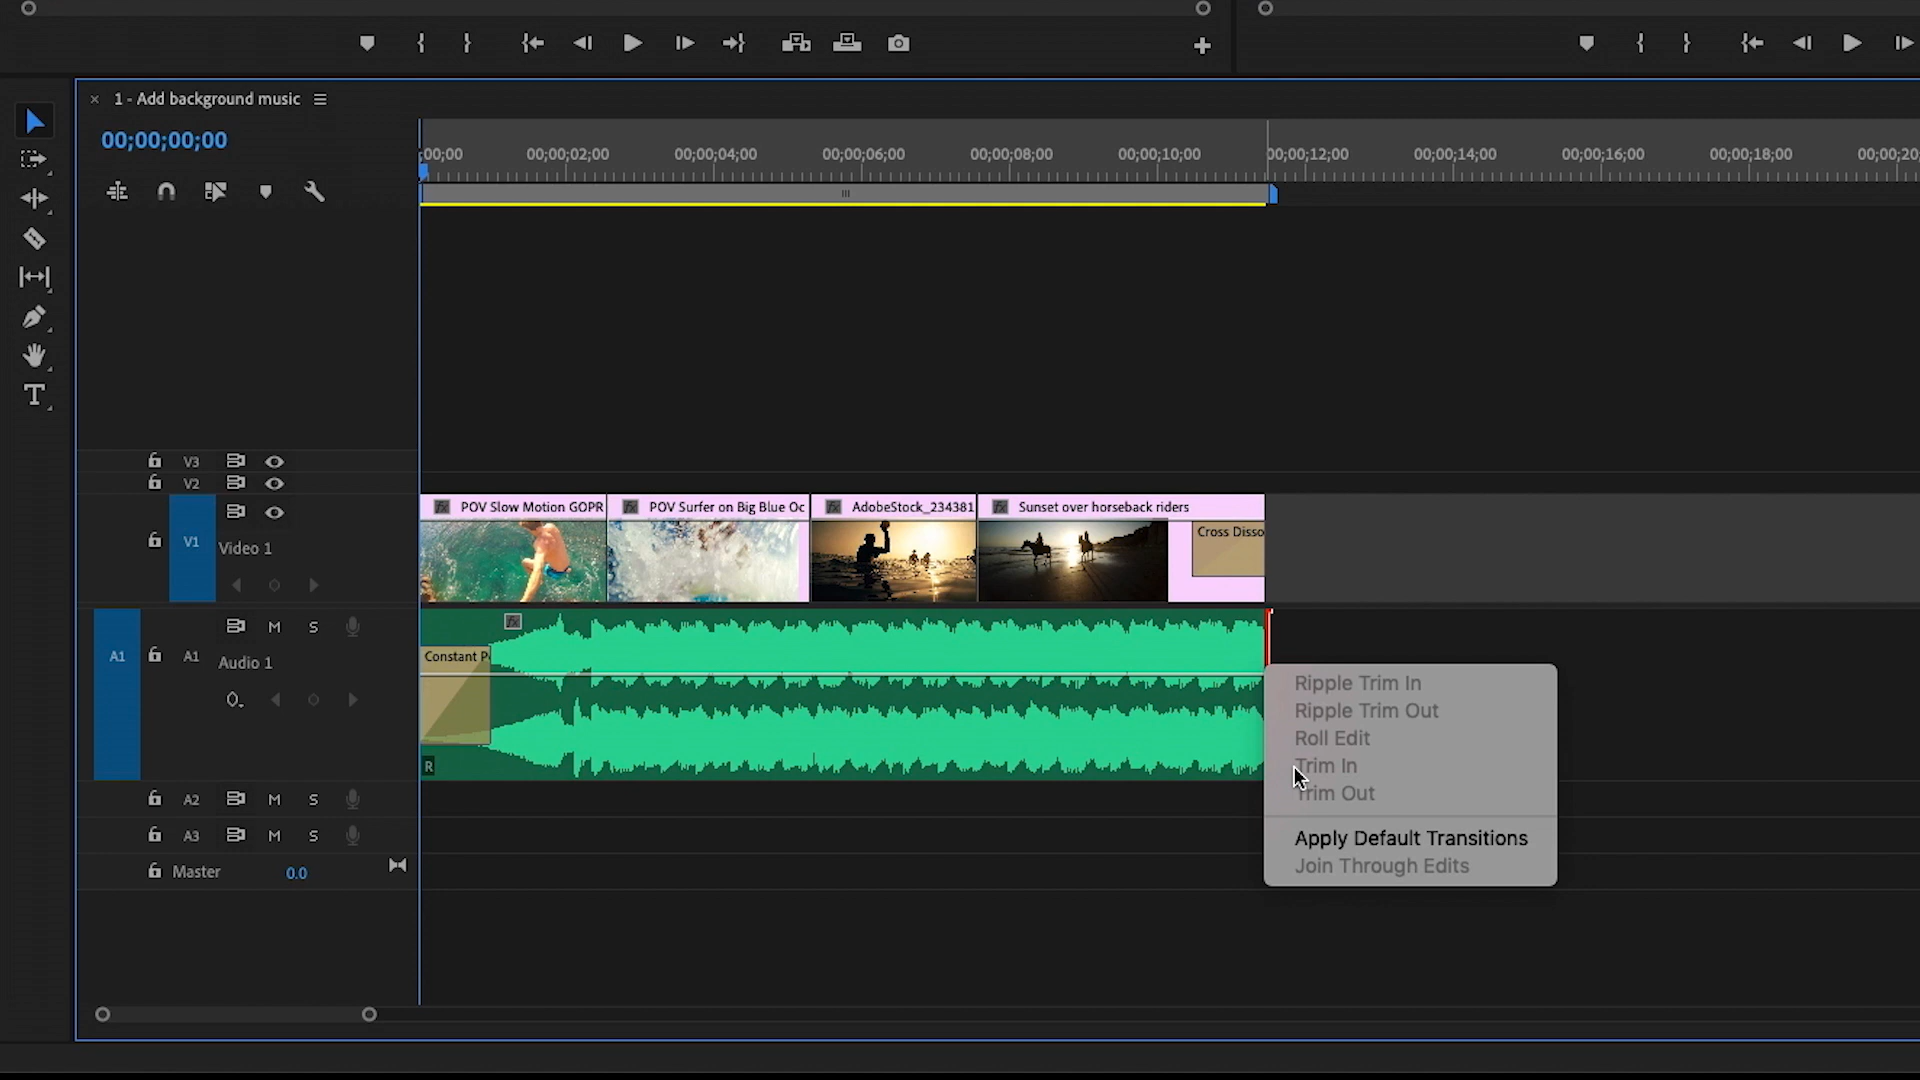 1 - Add background music
00;00;00;00
;00;00
00;00;02;00
00;00;04;00
00;00;06;00
00;00;08;00
00;00;10;00
00;00;12;00
00;00;14;00
00;00;16;00
00;00;18;00
00;00;20
V3
V2
POV Slow Motion GOPR
POV Surfer on Big Blue Oc
AdobeStock_234381
Sunset over horseback riders
Cross Disso
V1
Video 1
fx
A1
A1
M
S
Audio 1
Constant P
R
Ripple Trim In
Ripple Trim Out
Roll Edit
Trim In
Trim Out
Apply Default Transitions
Join Through Edits
A2
M
S
A3
M
S
Master
0.0